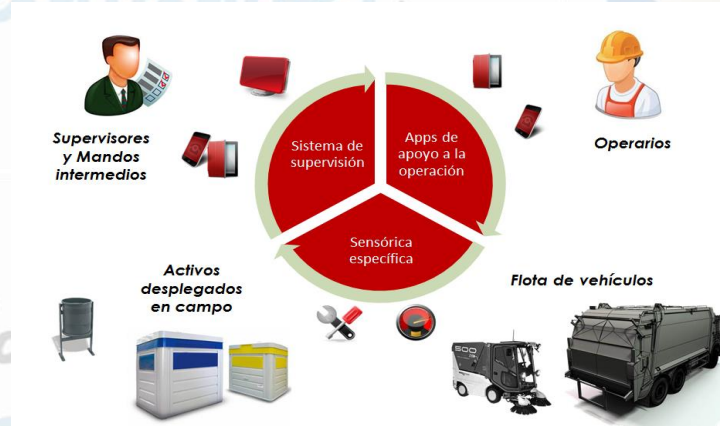 Supervisores
y Mandos
intermedios
Sistema de
supervisión
Apps de
apoyo a la
operación
Operarios
Sensórica
específica
Activos
desplegados
en campo
Flota de vehículos
500